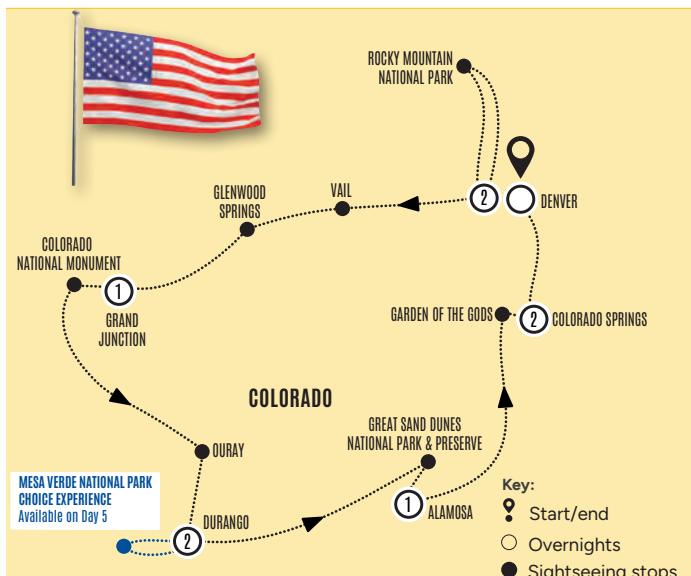 ROCKY MOUNTAIN
NATIONAL PARK
2
DENVER
VAIL
GLENWOOD
SPRINGS
COLORADO
NATIONAL MONUMENT
1
GRAND
JUNCTION
GARDEN OF THE GODS
2
COLORADO SPRINGS
COLORADO
GREAT SAND DUNES
NATIONAL PARK & PRESERVE
OURAY
MESA VERDE NATIONAL PARK
CHOICE EXPERIENCE
Available on Day 5
2
DURANGO
1
ALAMOSA
Key:
Start/end
Overnights
Sightseeing stops